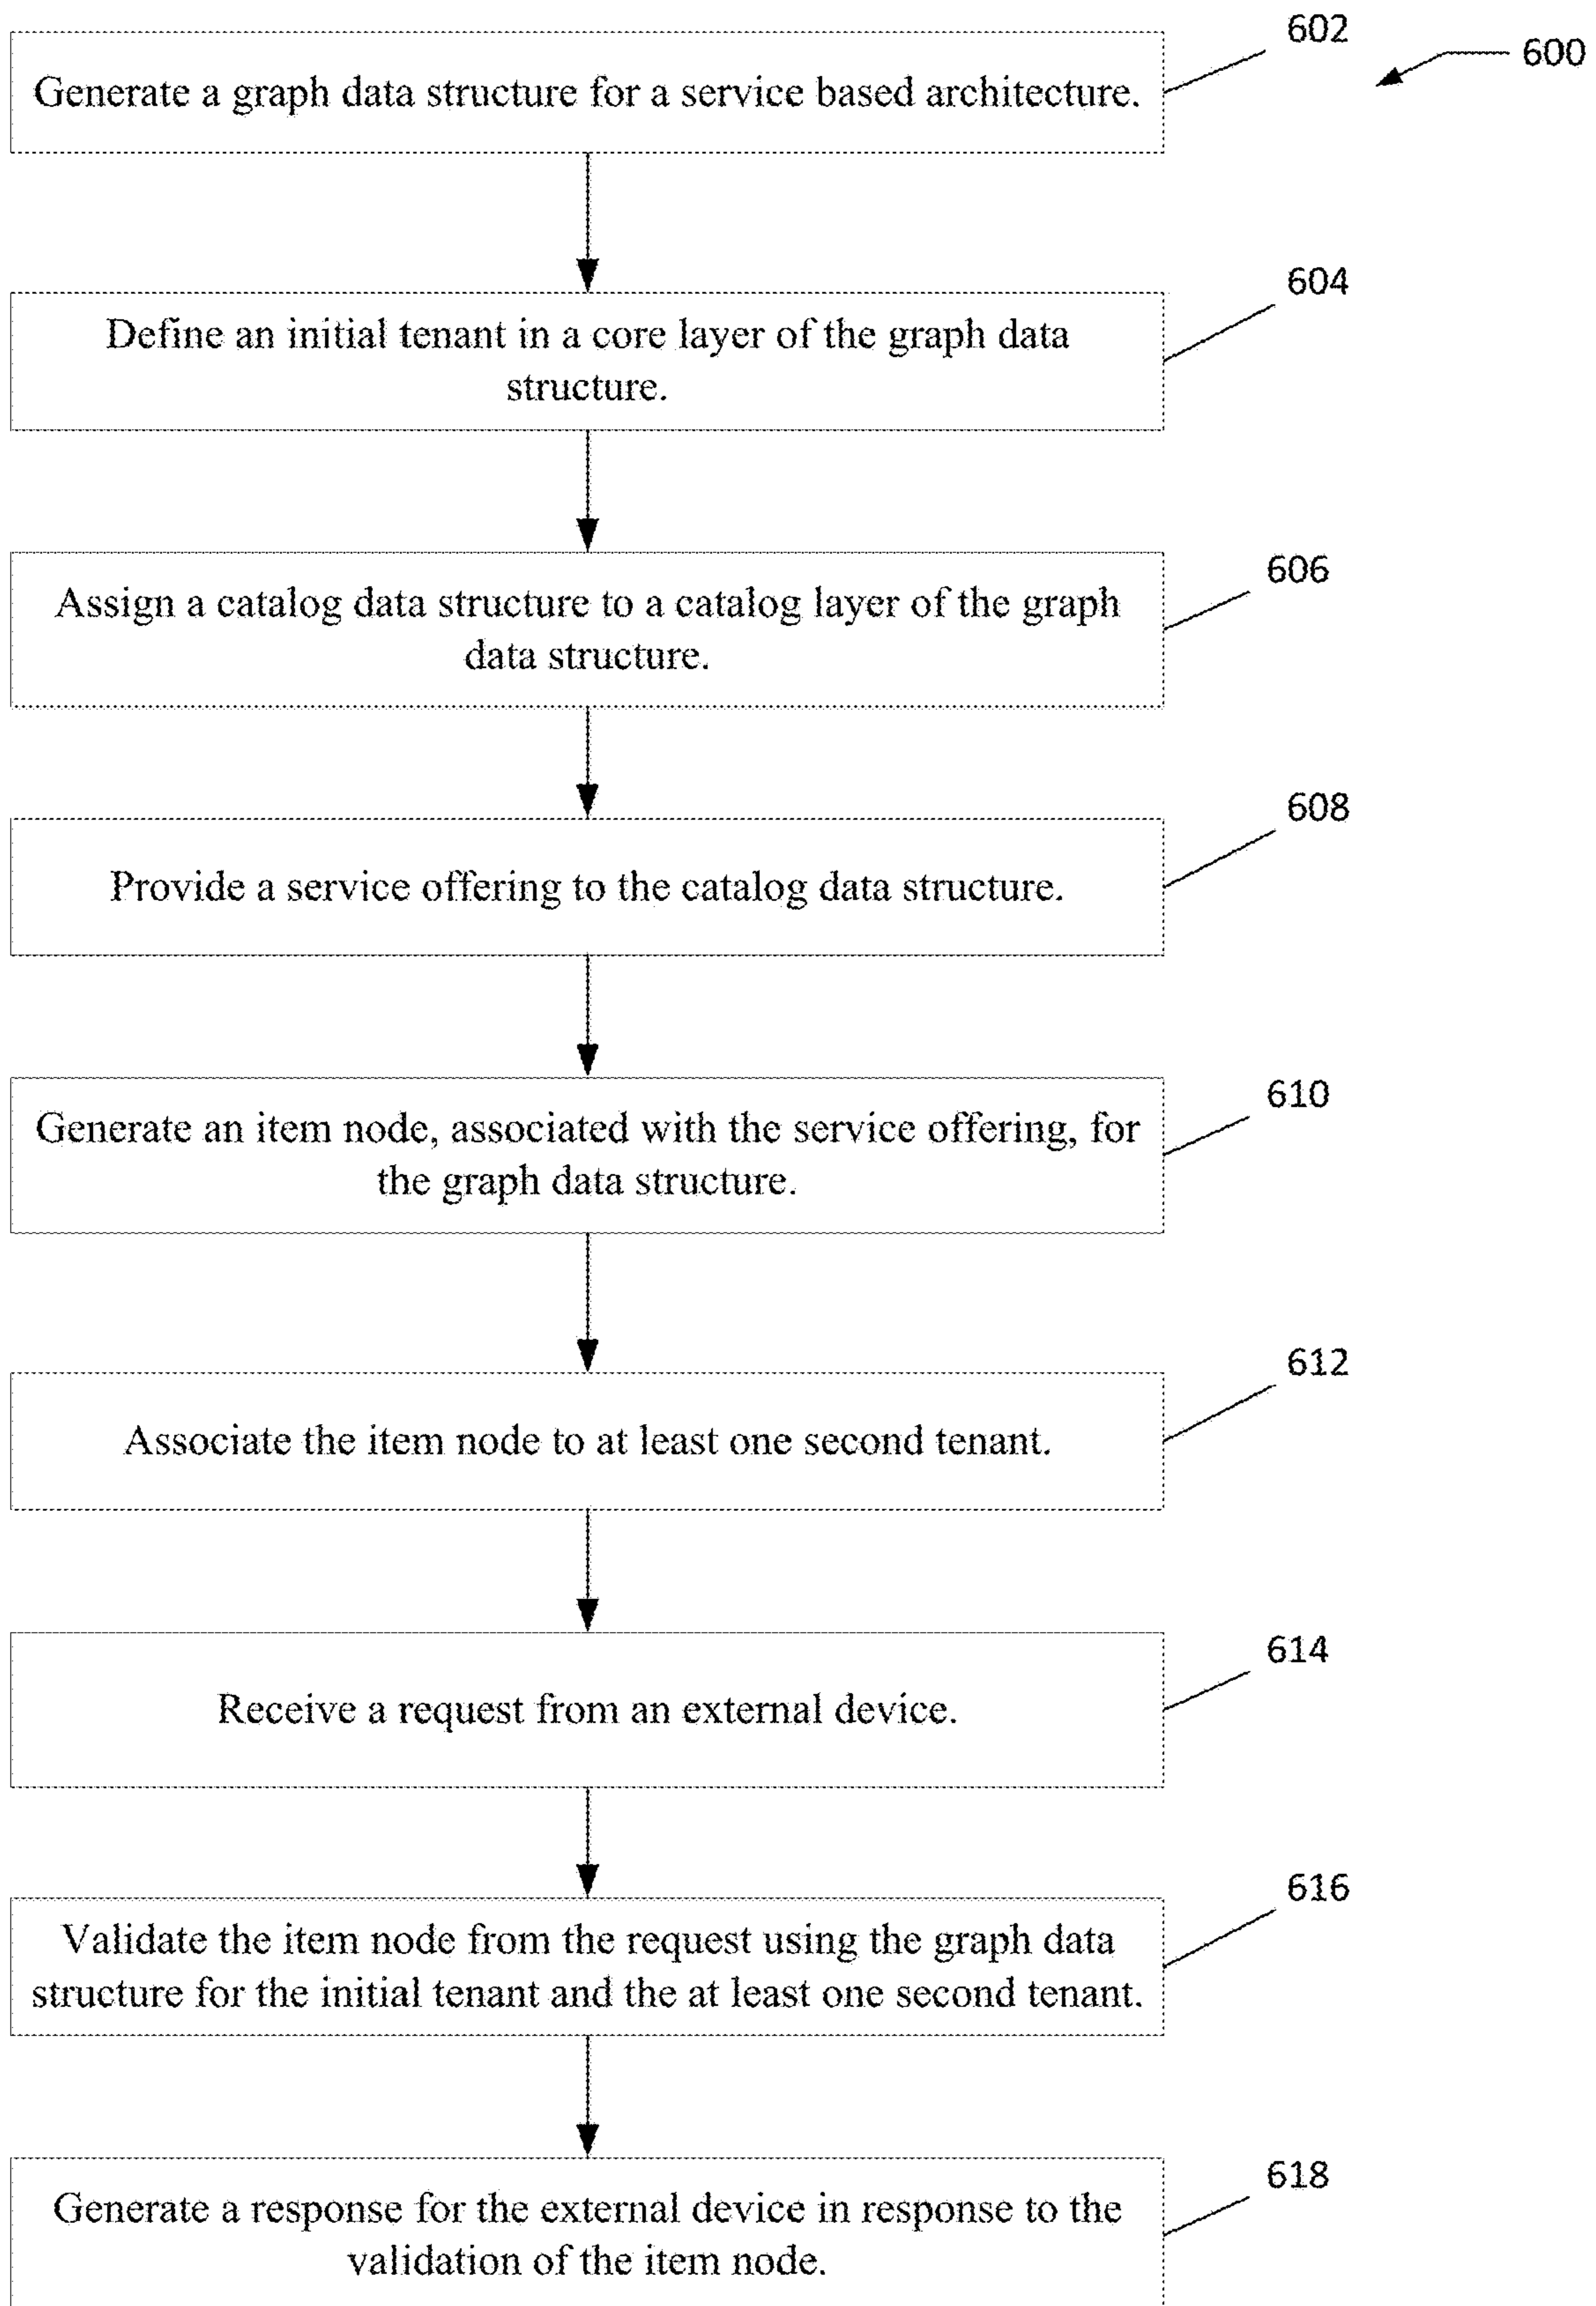 602
600
Generate a graph data structure for a service based architecture.
604
Define an initial tenant in a core layer of the graph data
structure.
606
Assign a catalog data structure to a catalog layer of the graph
data structure.
608
Provide a service offering to the catalog data structure.
610
Generate an item node, associated with the service offering, for
the graph data structure.
612
Associate the item node to at least one second tenant.
614
Receive a request from an external device.
616
Validate the item node from the request using the graph data
structure for the initial tenant and the at least one second tenant.
618
Generate a response for the external device in response to the
validation of the item node.